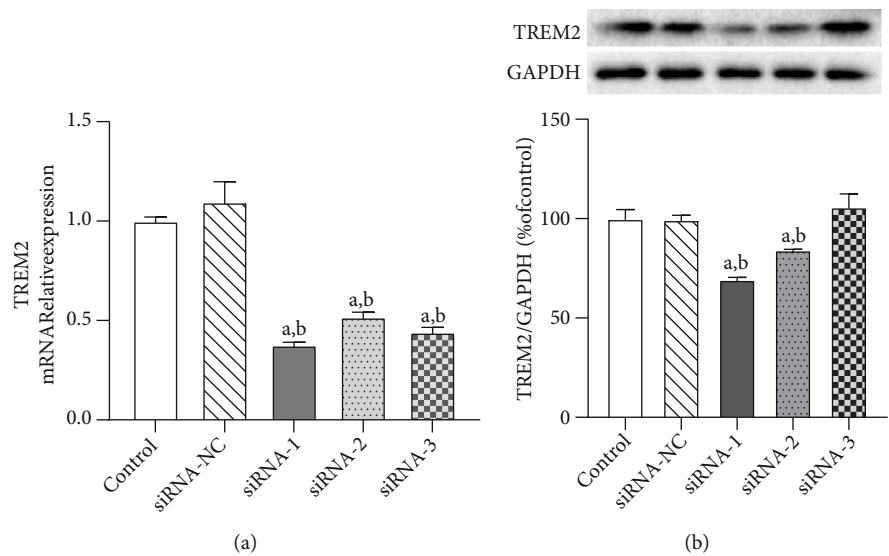 TREM2
mRNARelativeexpression
1.5
1.0
0.5
0.0
a,b
a,b
a,b
Control
siRNA-NC
siRNA-1
siRNA-2
siRNA-3
(a)
TREM2
GAPDH
TREM2/GAPDH (%ofcontrol)
150
100
50
0
a,b
a,b
Control
siRNA-NC
siRNA-1
siRNA-2
siRNA-3
(b)